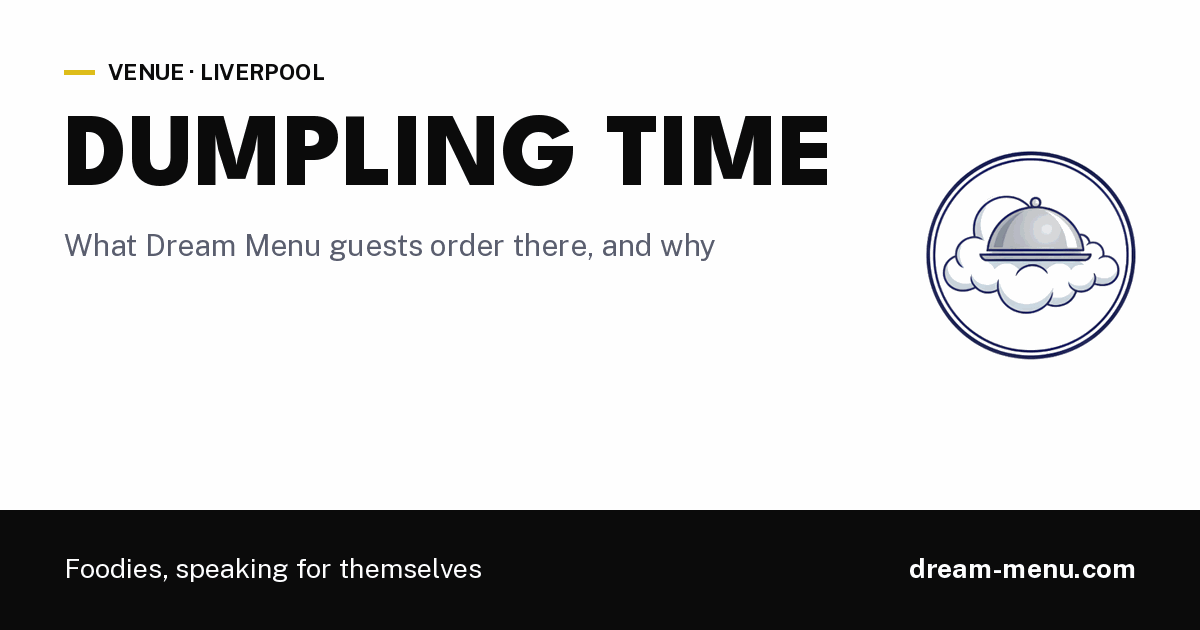 VENUE · LIVERPOOL
DUMPLING TIME
What Dream Menu guests order there, and why
Foodies, speaking for themselves
dream-menu.com